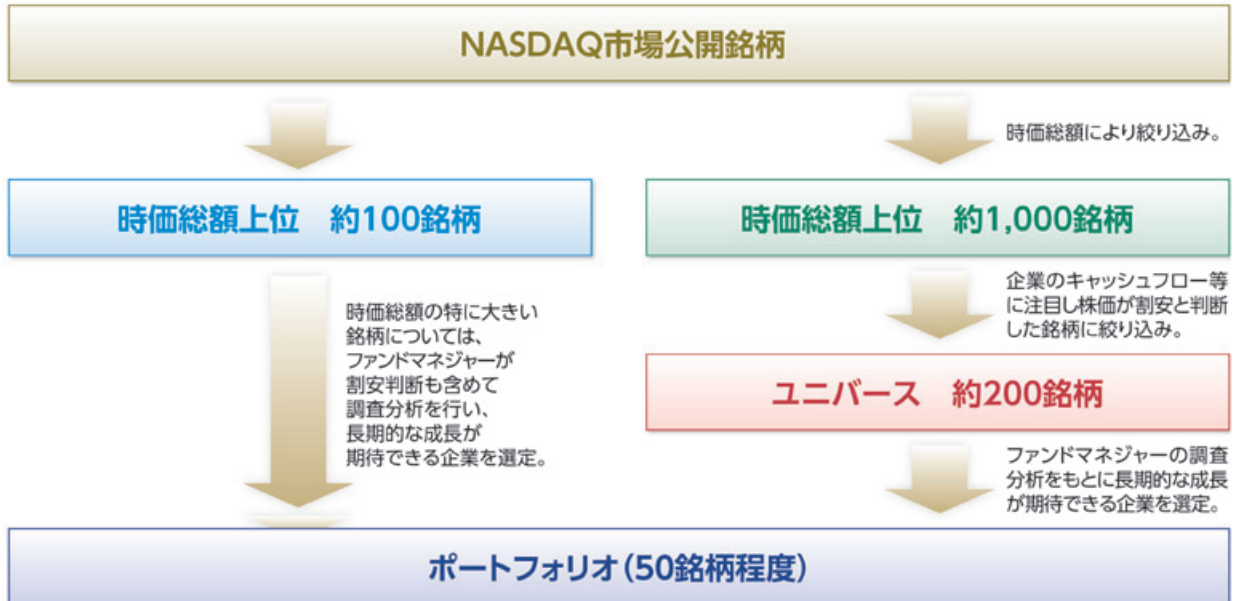 NASDAQ市場公開銘柄
時価総額により絞り込み。
時価総額上位　約100銘柄
時価総額上位　約1,000銘柄
時価総額の特に大きい
銘柄については、
ファンドマネジャーが
割安判断も含めて
調査分析を行い、
長期的な成長が
期待できる企業を選定。
企業のキャッシュフロー等
に注目し株価が割安と判断
した銘柄に絞り込み。
ユニバース　約200銘柄
ファンドマネジャーの調査
分析をもとに長期的な成長
が期待できる企業を選定。
ポートフォリオ（50銘柄程度）